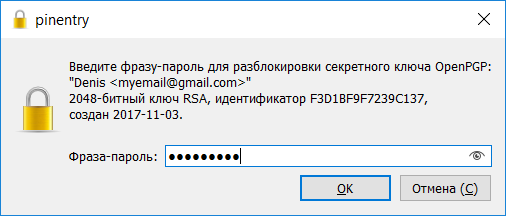 pinentry
Введите фразу-пароль для разблокировки секретного ключа OpenPGP:
"Denis <myemail@gmail.com>"
2048-битный ключ RSA, идентификатор F3D1BF9F7239C137,
создан 2017-11-03.
Фраза-пароль: ●●●●●●●●●
OK Отмена (C)